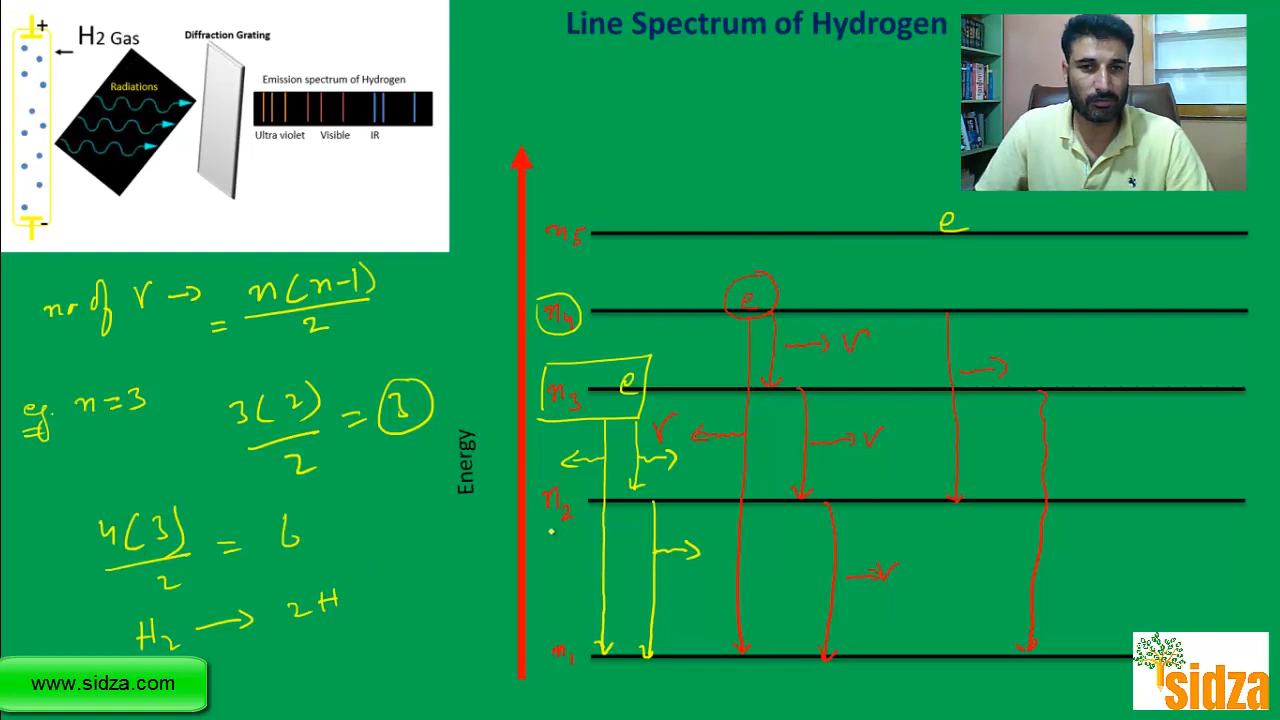 Line Spectrum of Hydrogen
+
H2 Gas
Diffraction Grating
Radiations
Emission spectrum of Hydrogen
Ultra violet Visible IR
-
no of r → = n(n-1)/2
eg. n=3 3(2)/2 = 3
4(3)/2 = 6
H2 → 2H
www.sidza.com
Energy
n5 e
n4 e
→ r
n3 e
r
→ r
n2
→ r
n1
sidza